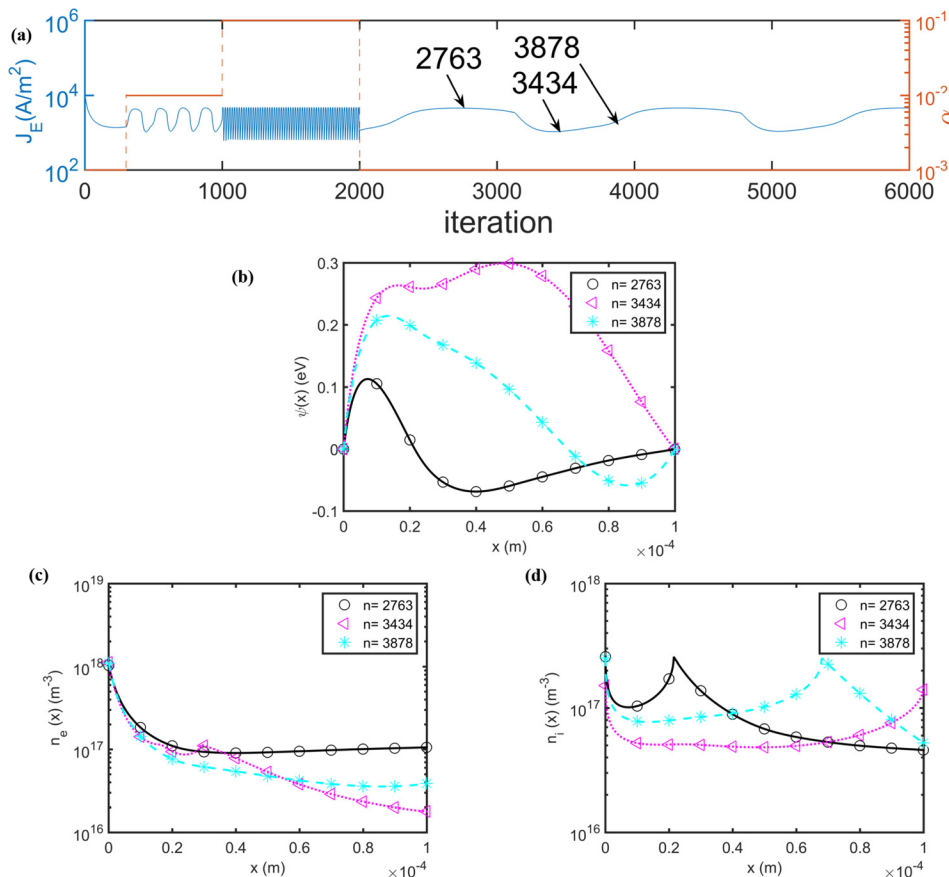 (a)
10^6
10^4
10^2
J_E(A/m^2)
2763
3878
3434
10^-1
10^-2
10^-3
α
0 1000 2000 3000 4000 5000 6000
iteration
(b)
0.3
0.2
0.1
0
-0.1
ψ(x) (eV)
n= 2763
n= 3434
n= 3878
0 0.2 0.4 0.6 0.8 1
x (m) ×10^-4
(c)
10^19
10^18
10^17
10^16
n_e (x) (m^-3)
n= 2763
n= 3434
n= 3878
0 0.2 0.4 0.6 0.8 1
x (m) ×10^-4
(d)
10^18
10^17
10^16
n_i (x) (m^-3)
n= 2763
n= 3434
n= 3878
0 0.2 0.4 0.6 0.8 1
x (m) ×10^-4